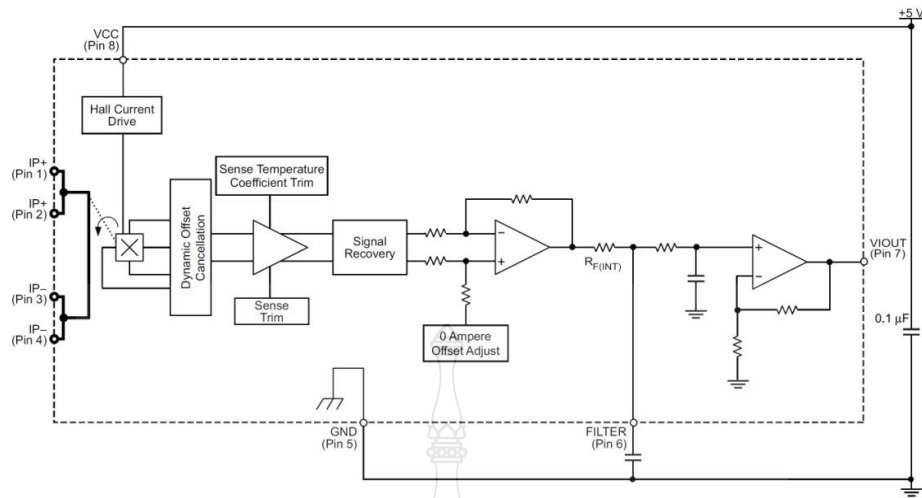 +5 V
VCC
(Pin 8)
Hall Current
Drive
IP+
(Pin 1)
IP+
(Pin 2)
IP−
(Pin 3)
IP−
(Pin 4)
Dynamic Offset
Cancellation
Sense Temperature
Coefficient Trim
Sense
Trim
Signal
Recovery
0 Ampere
Offset Adjust
−
+
RF(INT)
+
−
VIOUT
(Pin 7)
0.1 µF
GND
(Pin 5)
FILTER
(Pin 6)